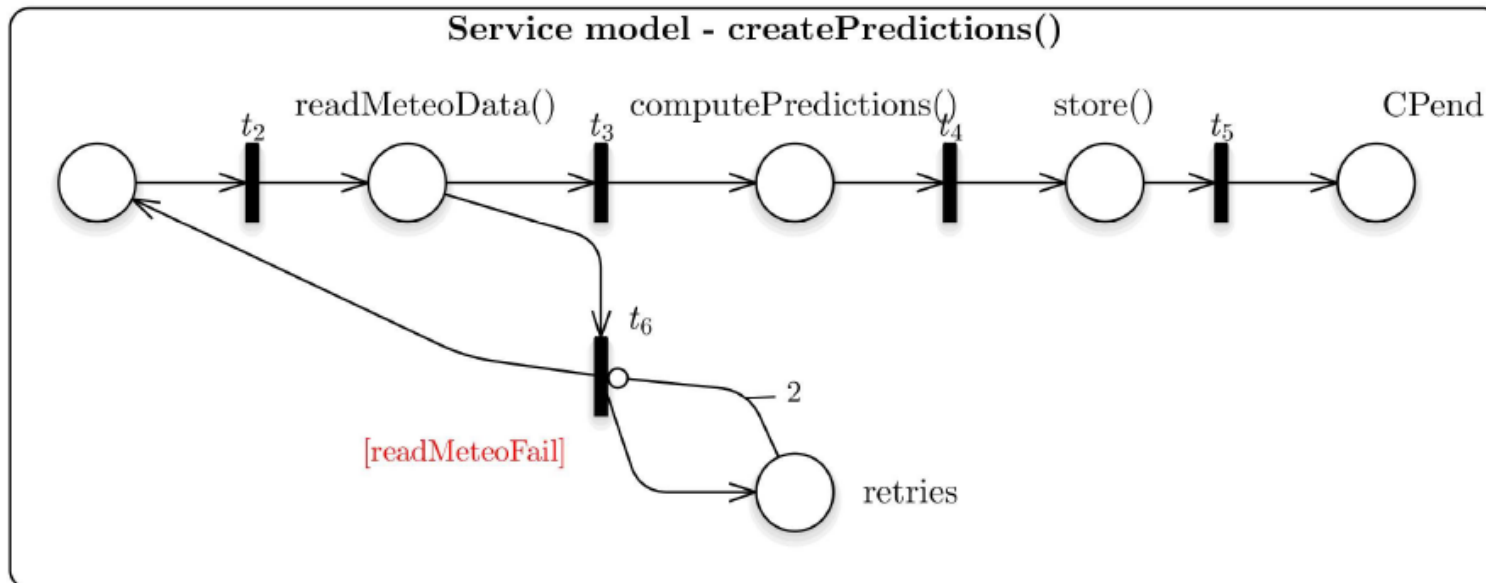 Service model - createPredictions()
readMeteoData()
computePredictions()
store()
CPend
t2
t3
t4
t5
t6
2
[readMeteoFail]
retries